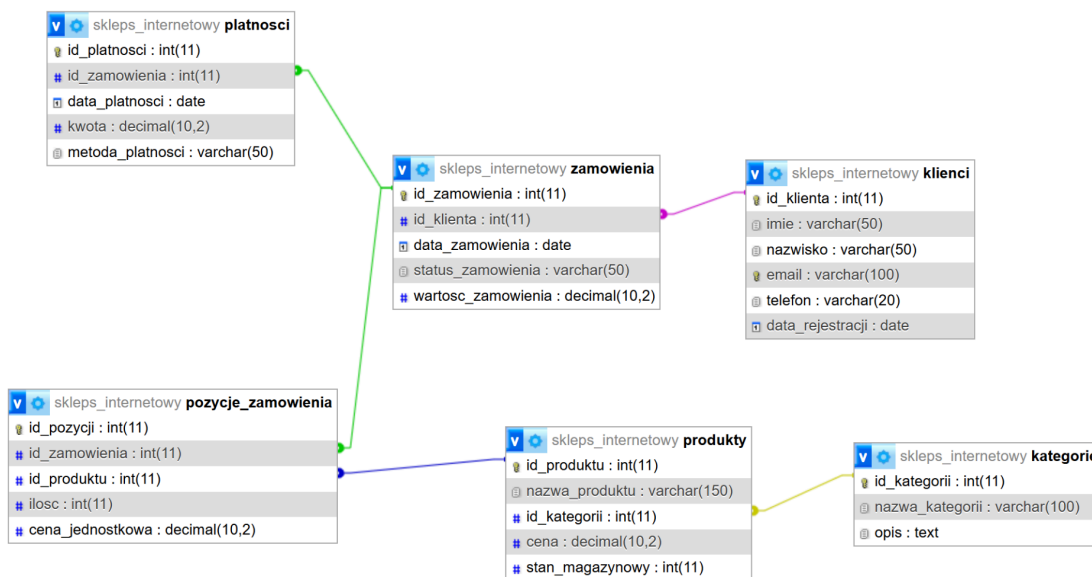 skleps_internetowy platnosci
id_platnosci : int(11)
id_zamowienia : int(11)
data_platnosci : date
kwota : decimal(10,2)
metoda_platnosci : varchar(50)
skleps_internetowy zamowienia
id_zamowienia : int(11)
id_klienta : int(11)
data_zamowienia : date
status_zamowienia : varchar(50)
wartosc_zamowienia : decimal(10,2)
skleps_internetowy klienci
id_klienta : int(11)
imie : varchar(50)
nazwisko : varchar(50)
email : varchar(100)
telefon : varchar(20)
data_rejestracji : date
skleps_internetowy pozycje_zamowienia
id_pozycji : int(11)
id_zamowienia : int(11)
id_produktu : int(11)
ilosc : int(11)
cena_jednostkowa : decimal(10,2)
skleps_internetowy produkty
id_produktu : int(11)
nazwa_produktu : varchar(150)
id_kategorii : int(11)
cena : decimal(10,2)
stan_magazynowy : int(11)
skleps_internetowy kategorie
id_kategorii : int(11)
nazwa_kategorii : varchar(100)
opis : text